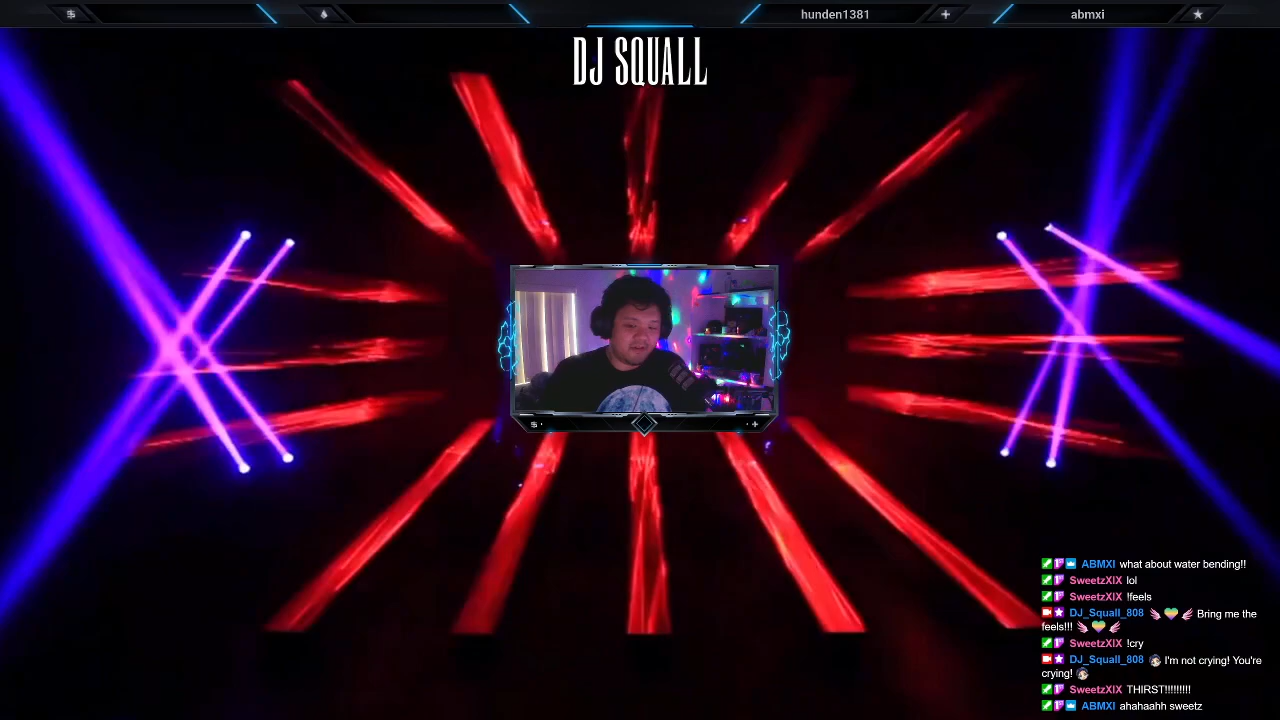 hunden1381
abmxi
DJ SQUALL
ABMXI what about water bending!!
SweetzXIX lol
SweetzXIX !feels
DJ_Squall_808 Bring me the
feels!!!
SweetzXIX !cry
DJ_Squall_808 I'm not crying! You're
crying!
SweetzXIX THIRST!!!!!!!!!
ABMXI ahahaahh sweetz